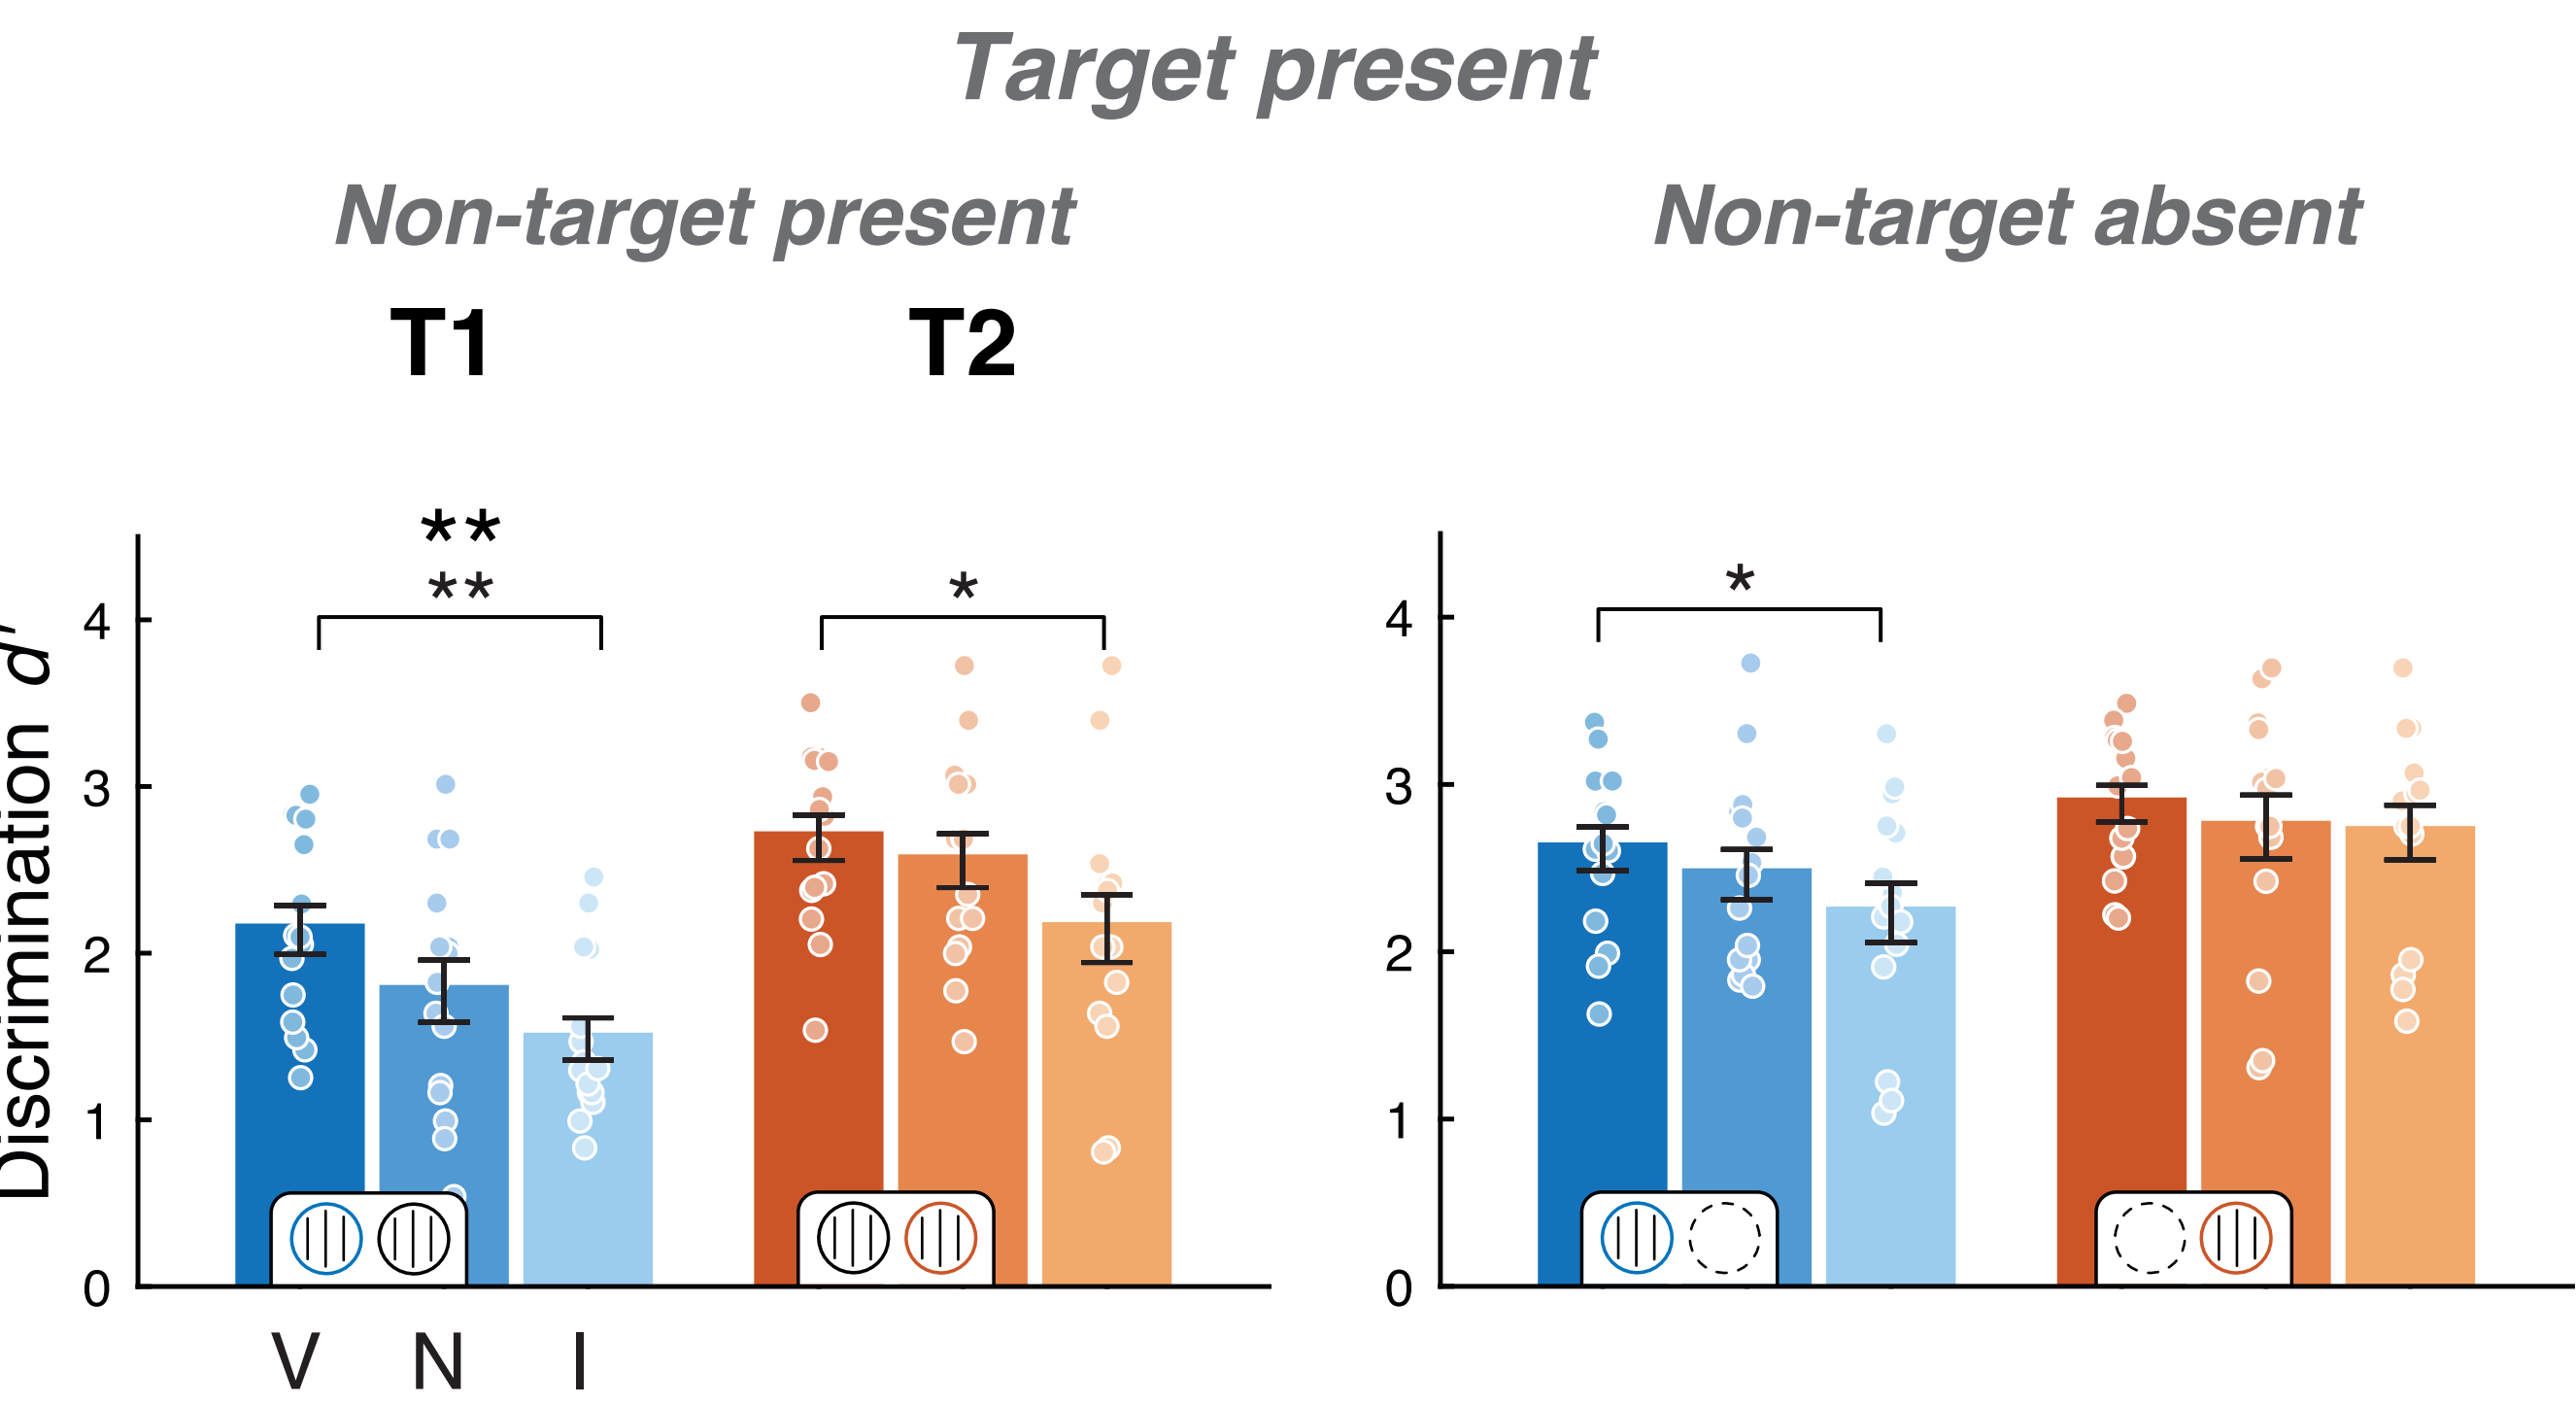 Target present
Non-target present
Non-target absent
T1
T2
**
**
*
*
Discrimination d′
4
3
2
1
0
4
3
2
1
0
V N I